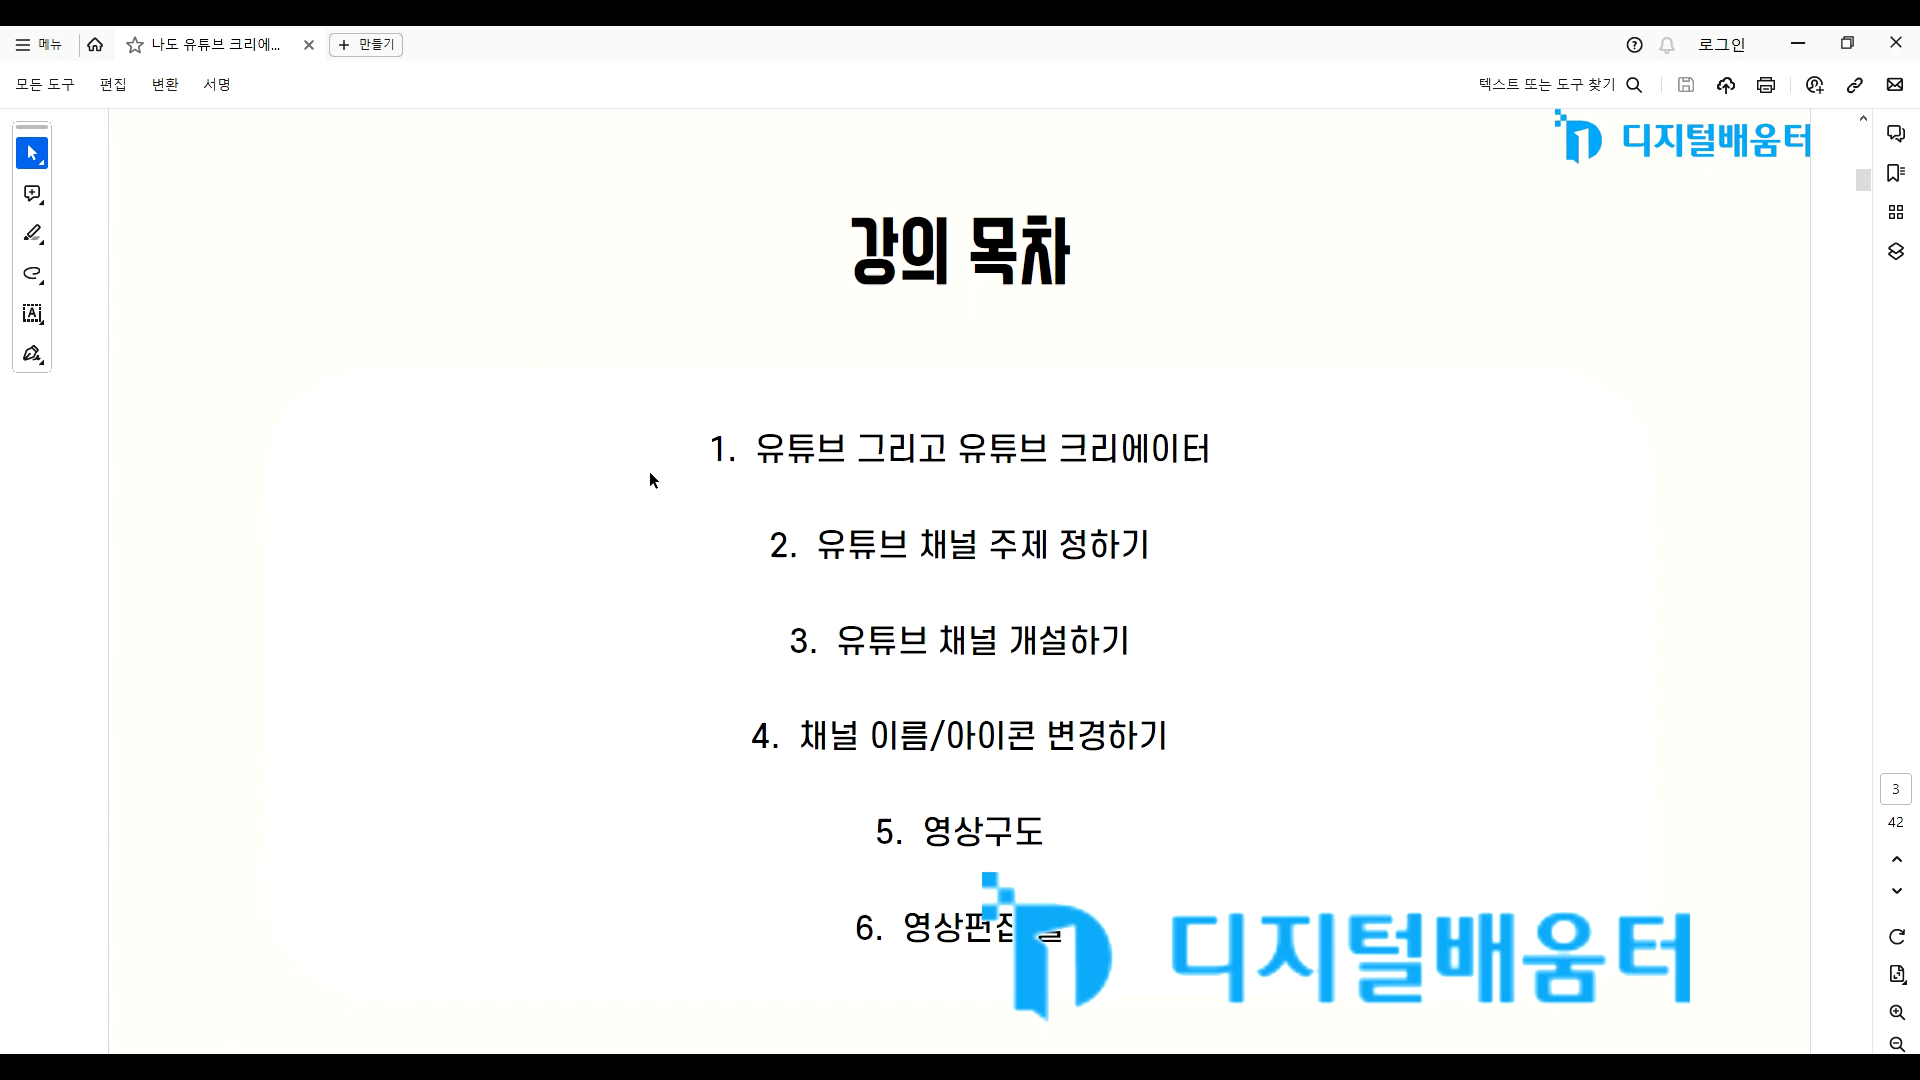 메뉴
나도 유튜브 크리에...
만들기
로그인
모든 도구 편집 변환 서명
텍스트 또는 도구 찾기
디지털배움터
강의 목차
1. 유튜브 그리고 유튜브 크리에이터
2. 유튜브 채널 주제 정하기
3. 유튜브 채널 개설하기
4. 채널 이름/아이콘 변경하기
5. 영상구도
6. 영상편집
디지털배움터
3
42